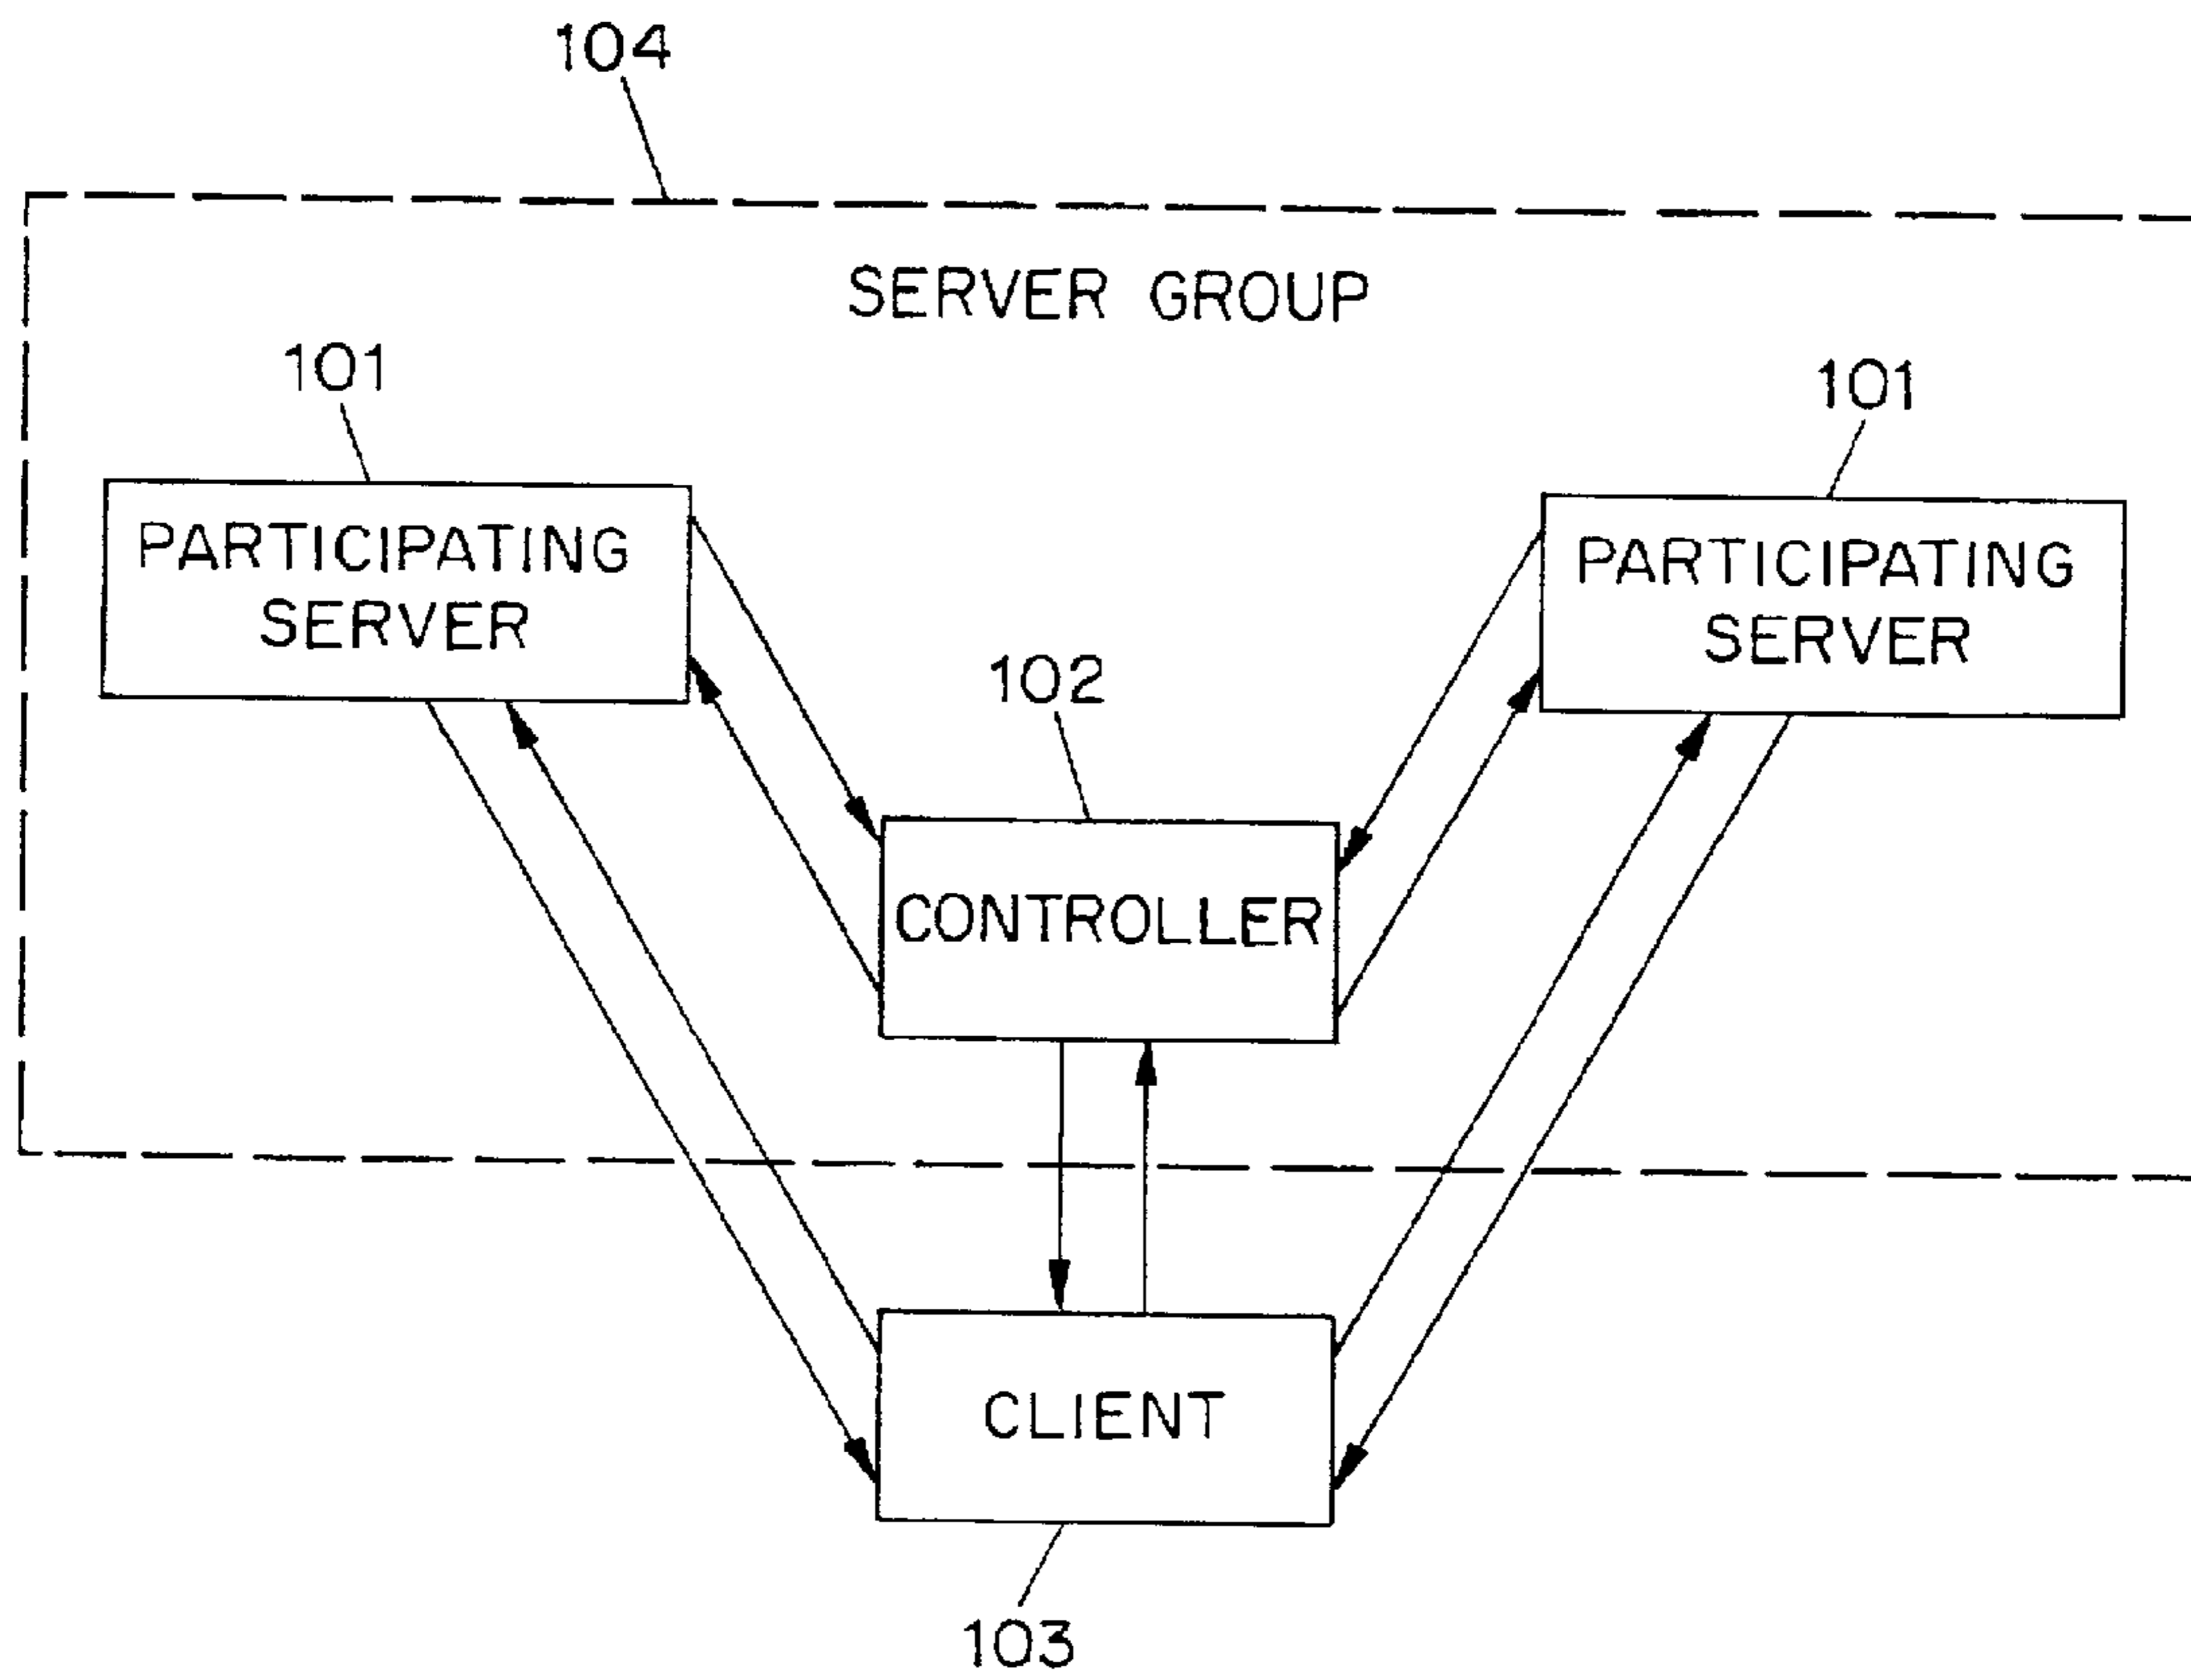 104
SERVER GROUP
101
101
PARTICIPATING
SERVER
PARTICIPATING
SERVER
102
CONTROLLER
CLIENT
103